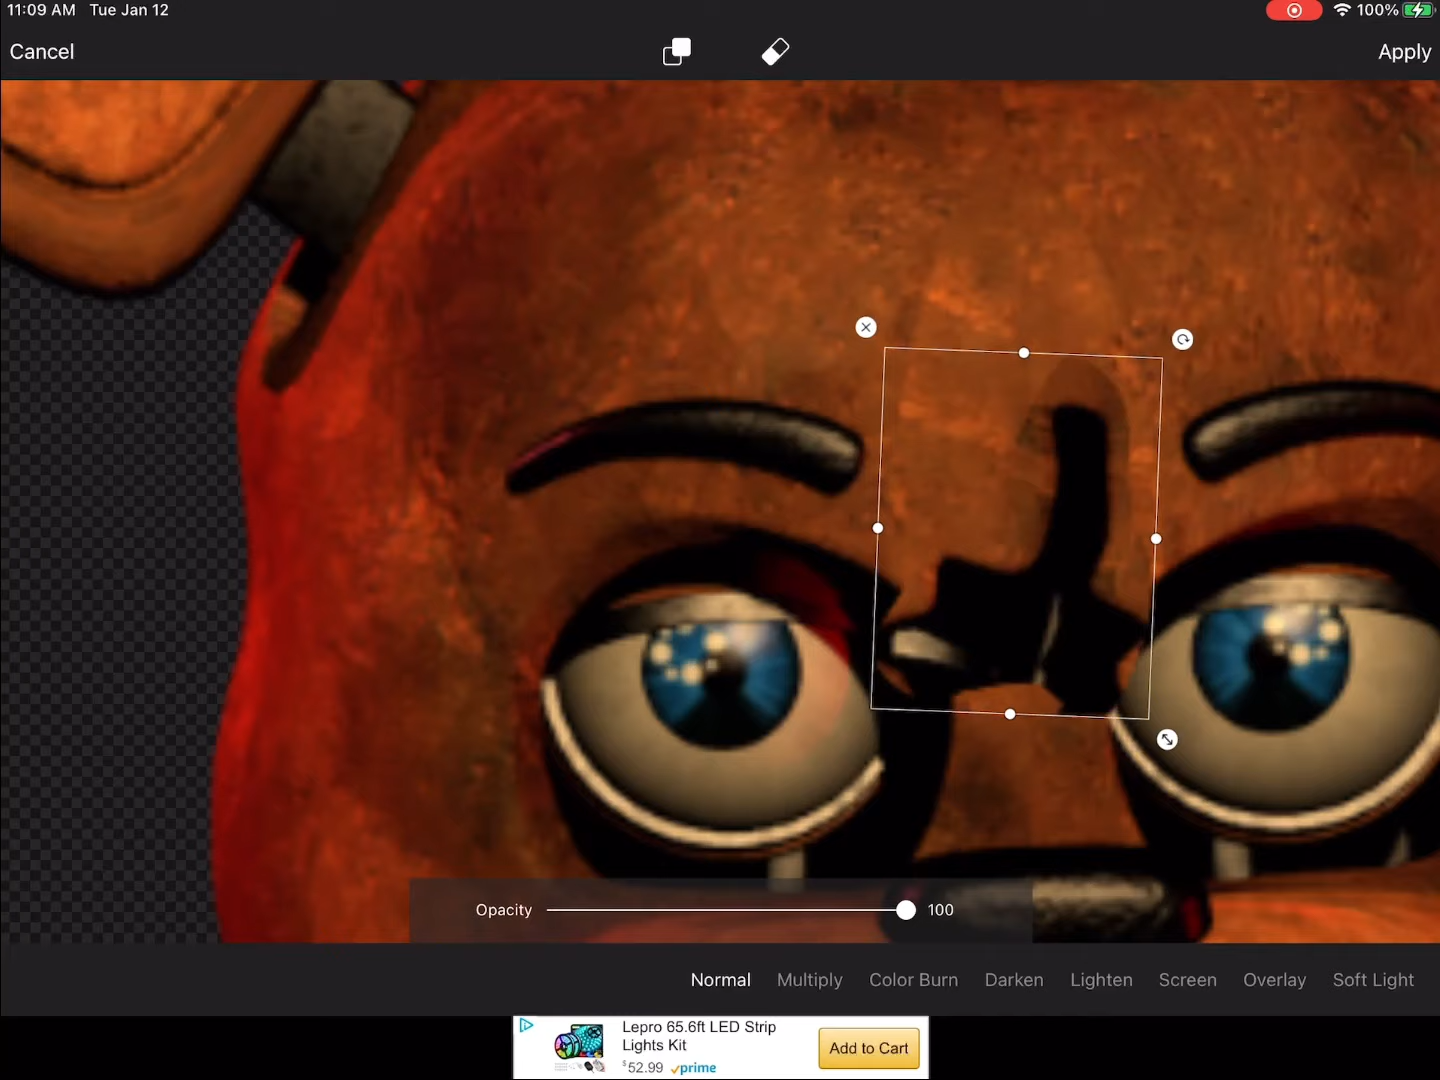 11:09 AM Tue Jan 12
100%
Cancel
Apply
Opacity 100
Normal Multiply Color Burn Darken Lighten Screen Overlay Soft Light
Lepro 65.6ft LED Strip
Lights Kit
$52.99 prime
Add to Cart